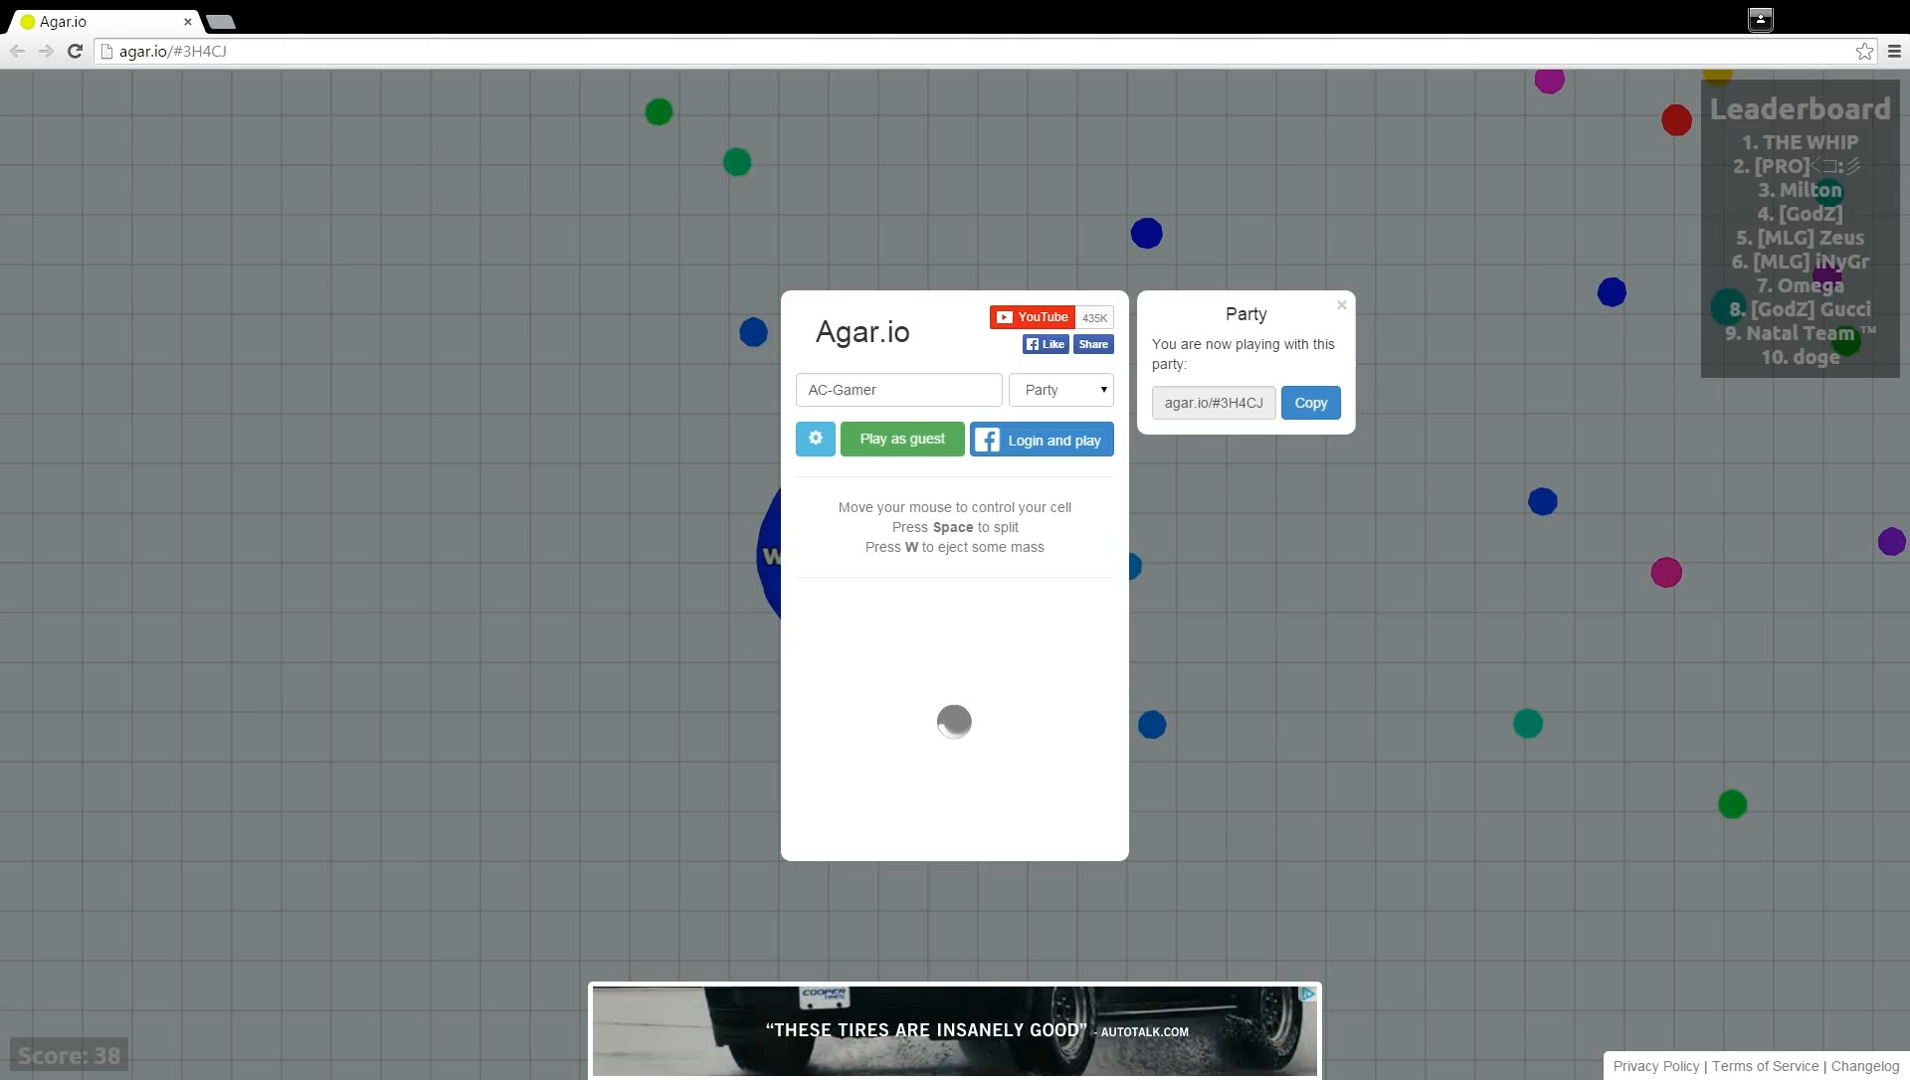 Agar.io
agar.io/#3H4CJ
Leaderboard
1. THE WHIP
2. [PRO]
3. Milton
4. [GodZ]
5. [MLG] Zeus
6. [MLG] iNyGr
7. Omega
8. [GodZ] Gucci
9. Natal Team ™
10. doge
Agar.io
YouTube 435K
Like Share
AC-Gamer Party
Play as guest Login and play
Move your mouse to control your cell
Press Space to split
Press W to eject some mass
Party
×
You are now playing with this
party:
agar.io/#3H4CJ Copy
W
COOPER
TIRES
“THESE TIRES ARE INSANELY GOOD” - AUTOTALK.COM
Score: 38
Privacy Policy | Terms of Service | Changelog